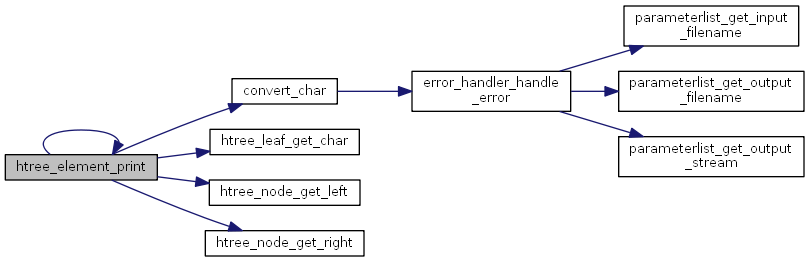 htree_element_print
convert_char
htree_leaf_get_char
htree_node_get_left
htree_node_get_right
error_handler_handle
_error
parameterlist_get_input
_filename
parameterlist_get_output
_filename
parameterlist_get_output
_stream